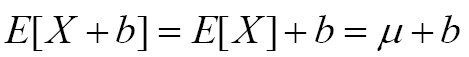 E[X + b] = E[X] + b = μ + b